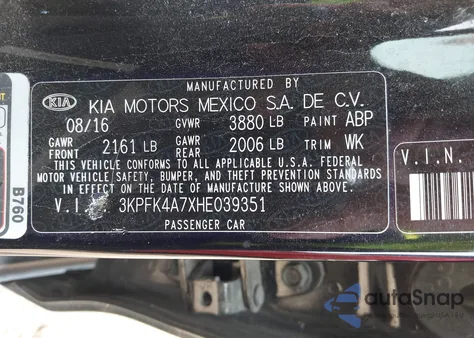 MANUFACTURED BY
KIA KIA MOTORS MEXICO S.A. DE C.V.
08/16 GVWR 3880 LB PAINT ABP
GAWR FRONT 2161 LB GAWR REAR 2006 LB TRIM WK
THIS VEHICLE CONFORMS TO ALL APPLICABLE U.S.A. FEDERAL
MOTOR VEHICLE SAFETY, BUMPER, AND THEFT PREVENTION STANDARDS
IN EFFECT ON THE DATE OF MANUFACTURE SHOWN ABOVE.
V.I.N. : 3KPFK4A7XHE039351
PASSENGER CAR
B760
V.I.N.
autoSnap